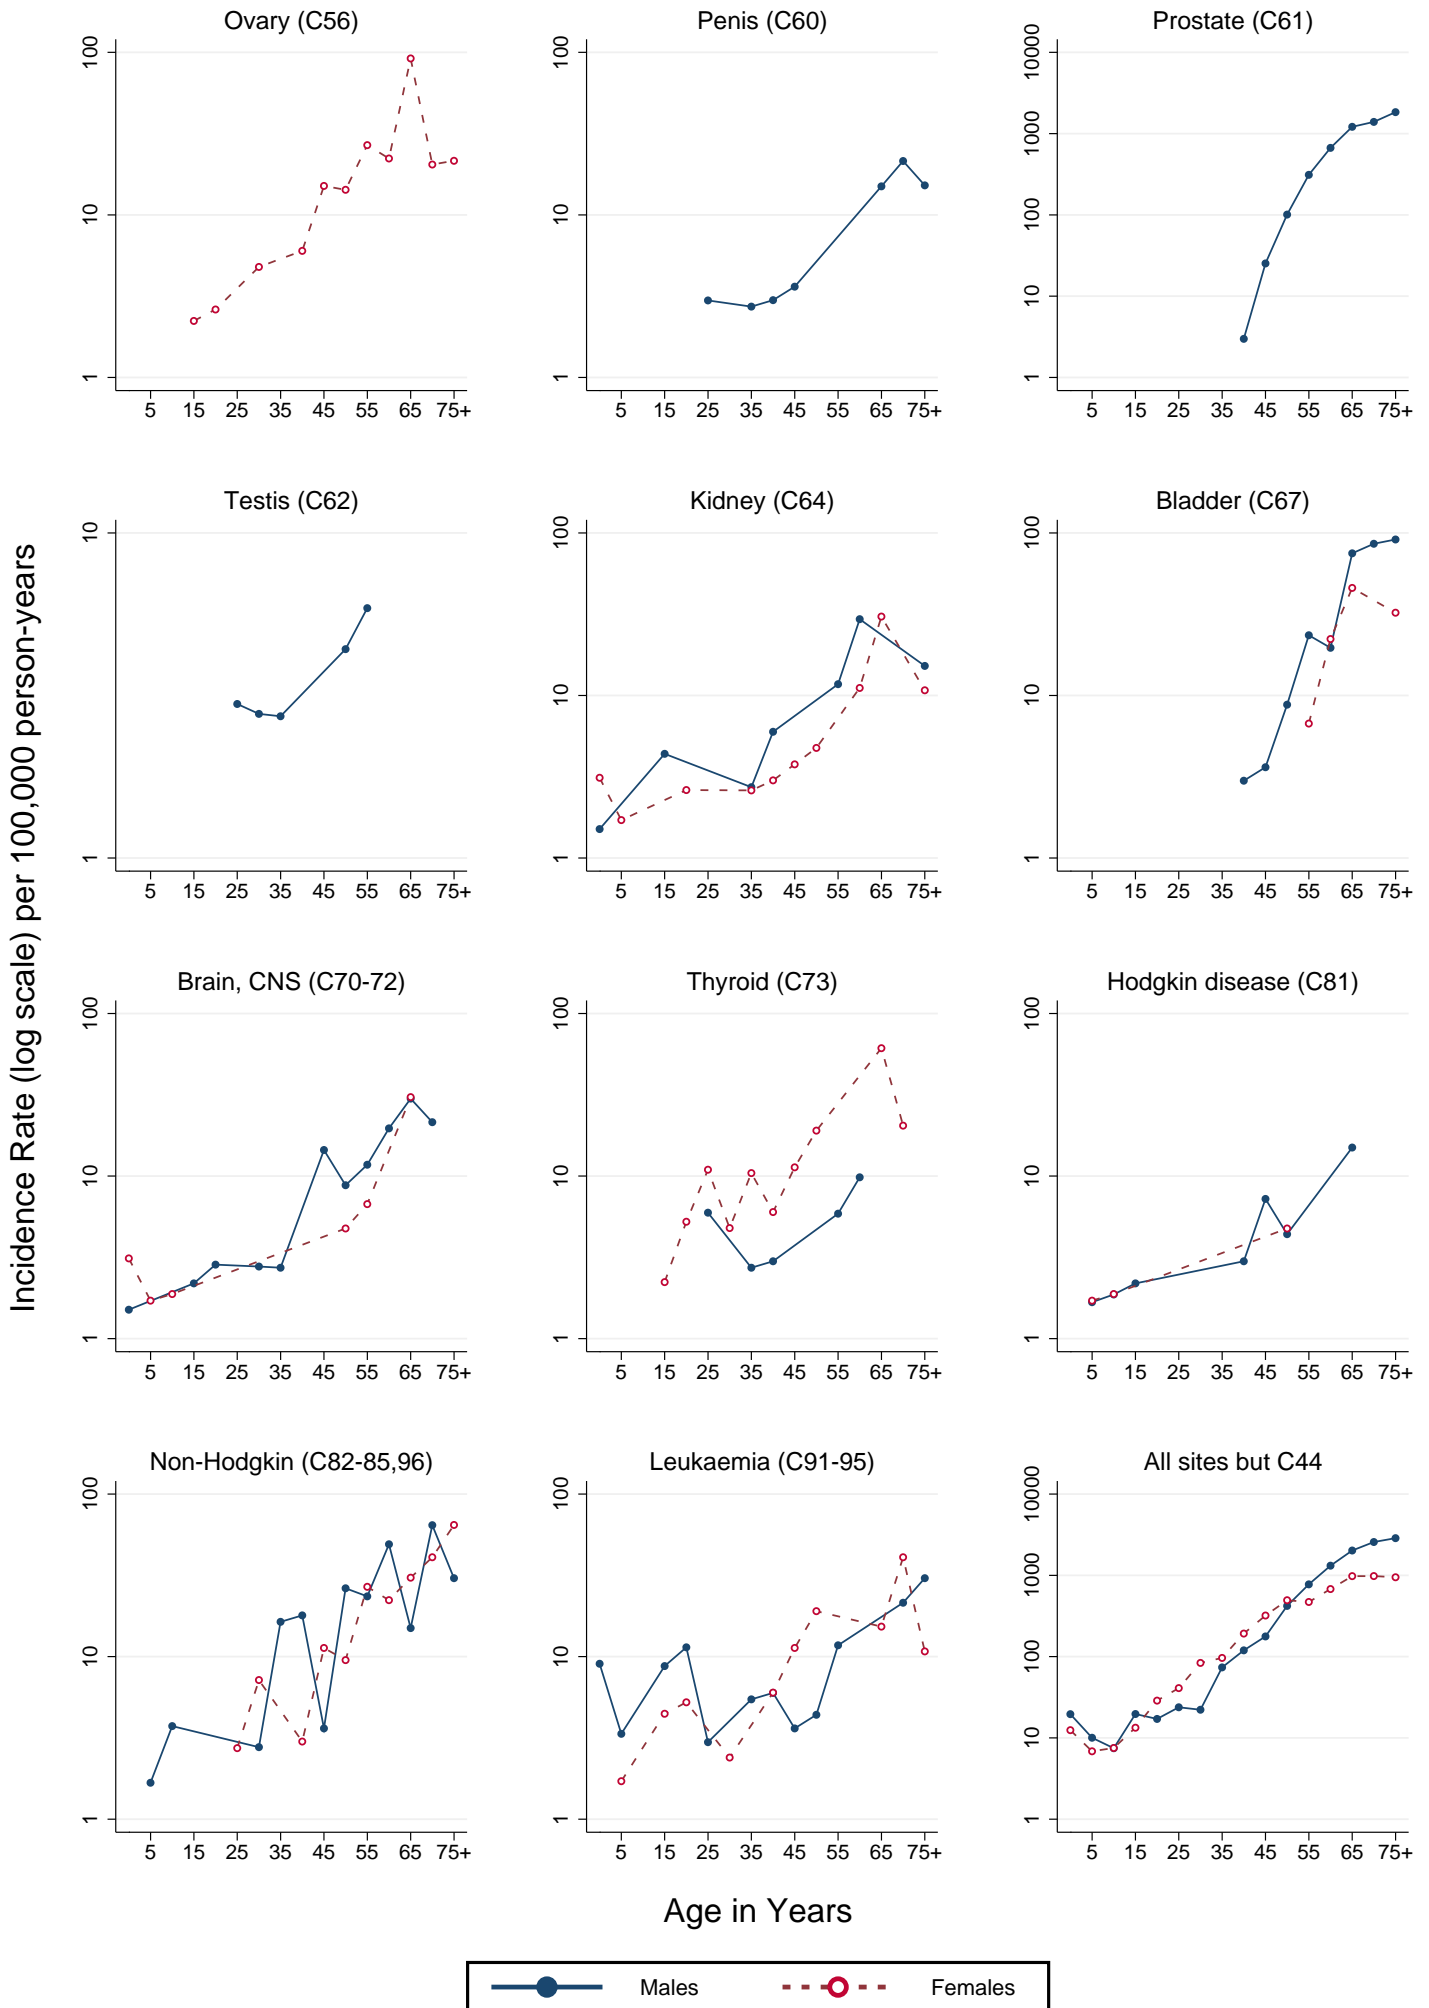 Ovary (C56)
Penis (C60)
Prostate (C61)
100
10
1
5 15 25 35 45 55 65 75+
100
10
1
5 15 25 35 45 55 65 75+
10000
1000
100
10
1
5 15 25 35 45 55 65 75+
Testis (C62)
Kidney (C64)
Bladder (C67)
10
1
5 15 25 35 45 55 65 75+
100
10
1
5 15 25 35 45 55 65 75+
100
10
1
5 15 25 35 45 55 65 75+
Incidence Rate (log scale) per 100,000 person-years
Brain, CNS (C70-72)
Thyroid (C73)
Hodgkin disease (C81)
100
10
1
5 15 25 35 45 55 65 75+
100
10
1
5 15 25 35 45 55 65 75+
100
10
1
5 15 25 35 45 55 65 75+
Non-Hodgkin (C82-85,96)
Leukaemia (C91-95)
All sites but C44
100
10
1
5 15 25 35 45 55 65 75+
100
10
1
5 15 25 35 45 55 65 75+
10000
1000
100
10
1
5 15 25 35 45 55 65 75+
Age in Years
Males
Females